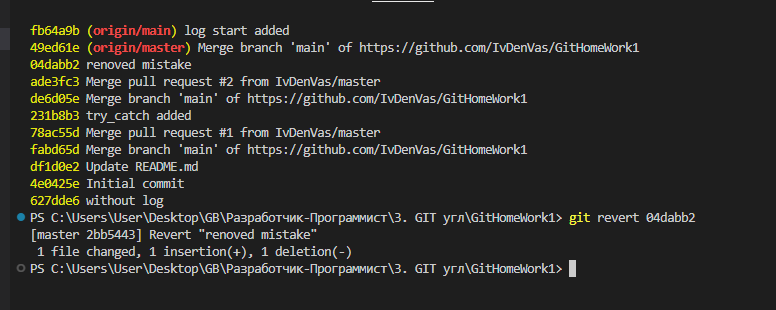 fb64a9b (origin/main) log start added
49ed61e (origin/master) Merge branch 'main' of https://github.com/IvDenVas/GitHomeWork1
04dabb2 removed mistake
ade3fc3 Merge pull request #2 from IvDenVas/master
de6d05e Merge branch 'main' of https://github.com/IvDenVas/GitHomeWork1
231b8b3 try_catch added
78ac55d Merge pull request #1 from IvDenVas/master
fabd65d Merge branch 'main' of https://github.com/IvDenVas/GitHomeWork1
df1d0e2 Update README.md
4e0425e Initial commit
627dde6 without log
PS C:\Users\User\Desktop\GB\Разработчик-Программист\3. GIT угл\GitHomeWork1> git revert 04dabb2
[master 2bb5443] Revert "removed mistake"
1 file changed, 1 insertion(+), 1 deletion(-)
PS C:\Users\User\Desktop\GB\Разработчик-Программист\3. GIT угл\GitHomeWork1>